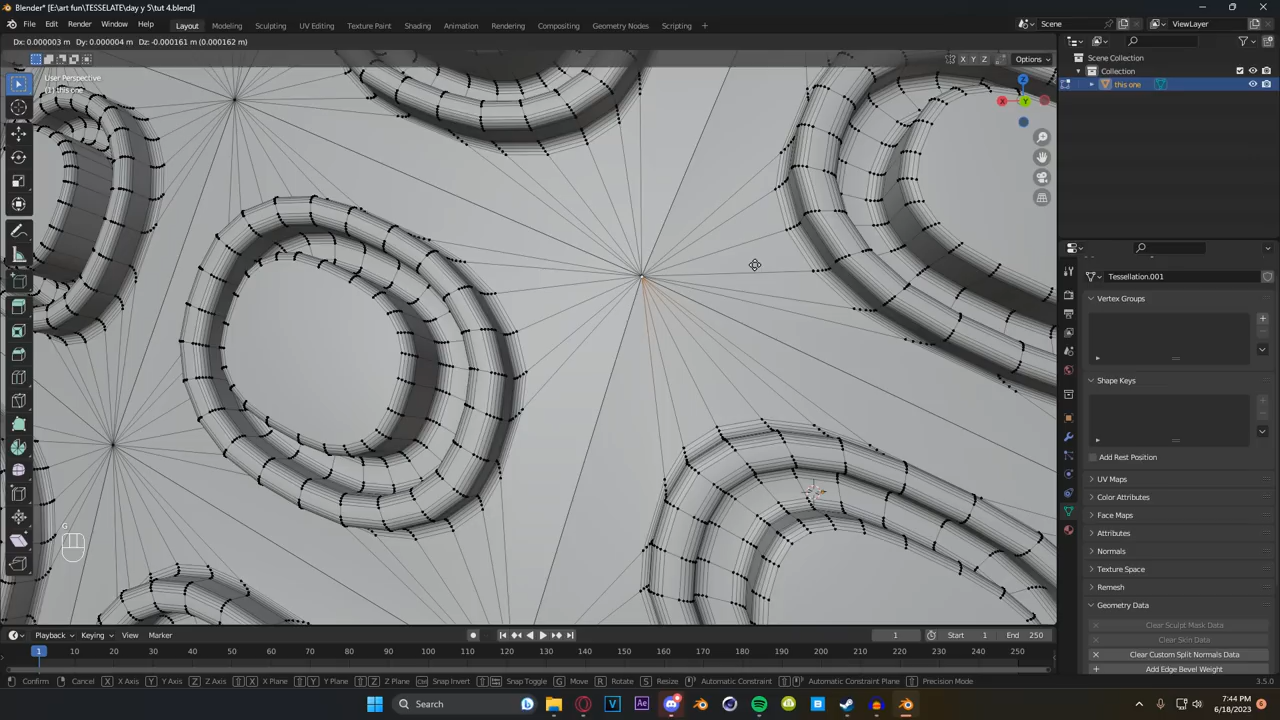 Blender* [E:\art fun\TESSELATE\day y 5\tut 4.blend]
File Edit Render Window Help Layout Modeling Sculpting UV Editing Texture Paint Shading Animation Rendering Compositing Geometry Nodes Scripting + Scene ViewLayer
Dx: 0.000003 m Dy: 0.000004 m Dz: -0.000161 m (0.000162 m)
X Y Z Options
Scene Collection
Collection
this one
User Perspective
(1) this one
Z
X Y
Tessellation.001
Vertex Groups
Shape Keys
Add Rest Position
UV Maps
Color Attributes
Face Maps
Attributes
Normals
Texture Space
Remesh
Geometry Data
Clear Sculpt Mask Data
Clear Skin Data
Clear Custom Split Normals Data
Add Edge Bevel Weight
G
Playback Keying View Marker 1 Start 1 End 250
1 10 20 30 40 50 60 70 80 90 100 110 120 130 140 150 160 170 180 190 200 210 220 230 240 250
Confirm Cancel X X Axis Y Y Axis Z Z Axis X X Plane Y Y Plane Z Z Plane Snap Invert Snap Toggle G Move R Rotate S Resize Automatic Constraint Automatic Constraint Plane Precision Mode 3.5.0
Search V Ae B 7:44 PM
6/18/2023